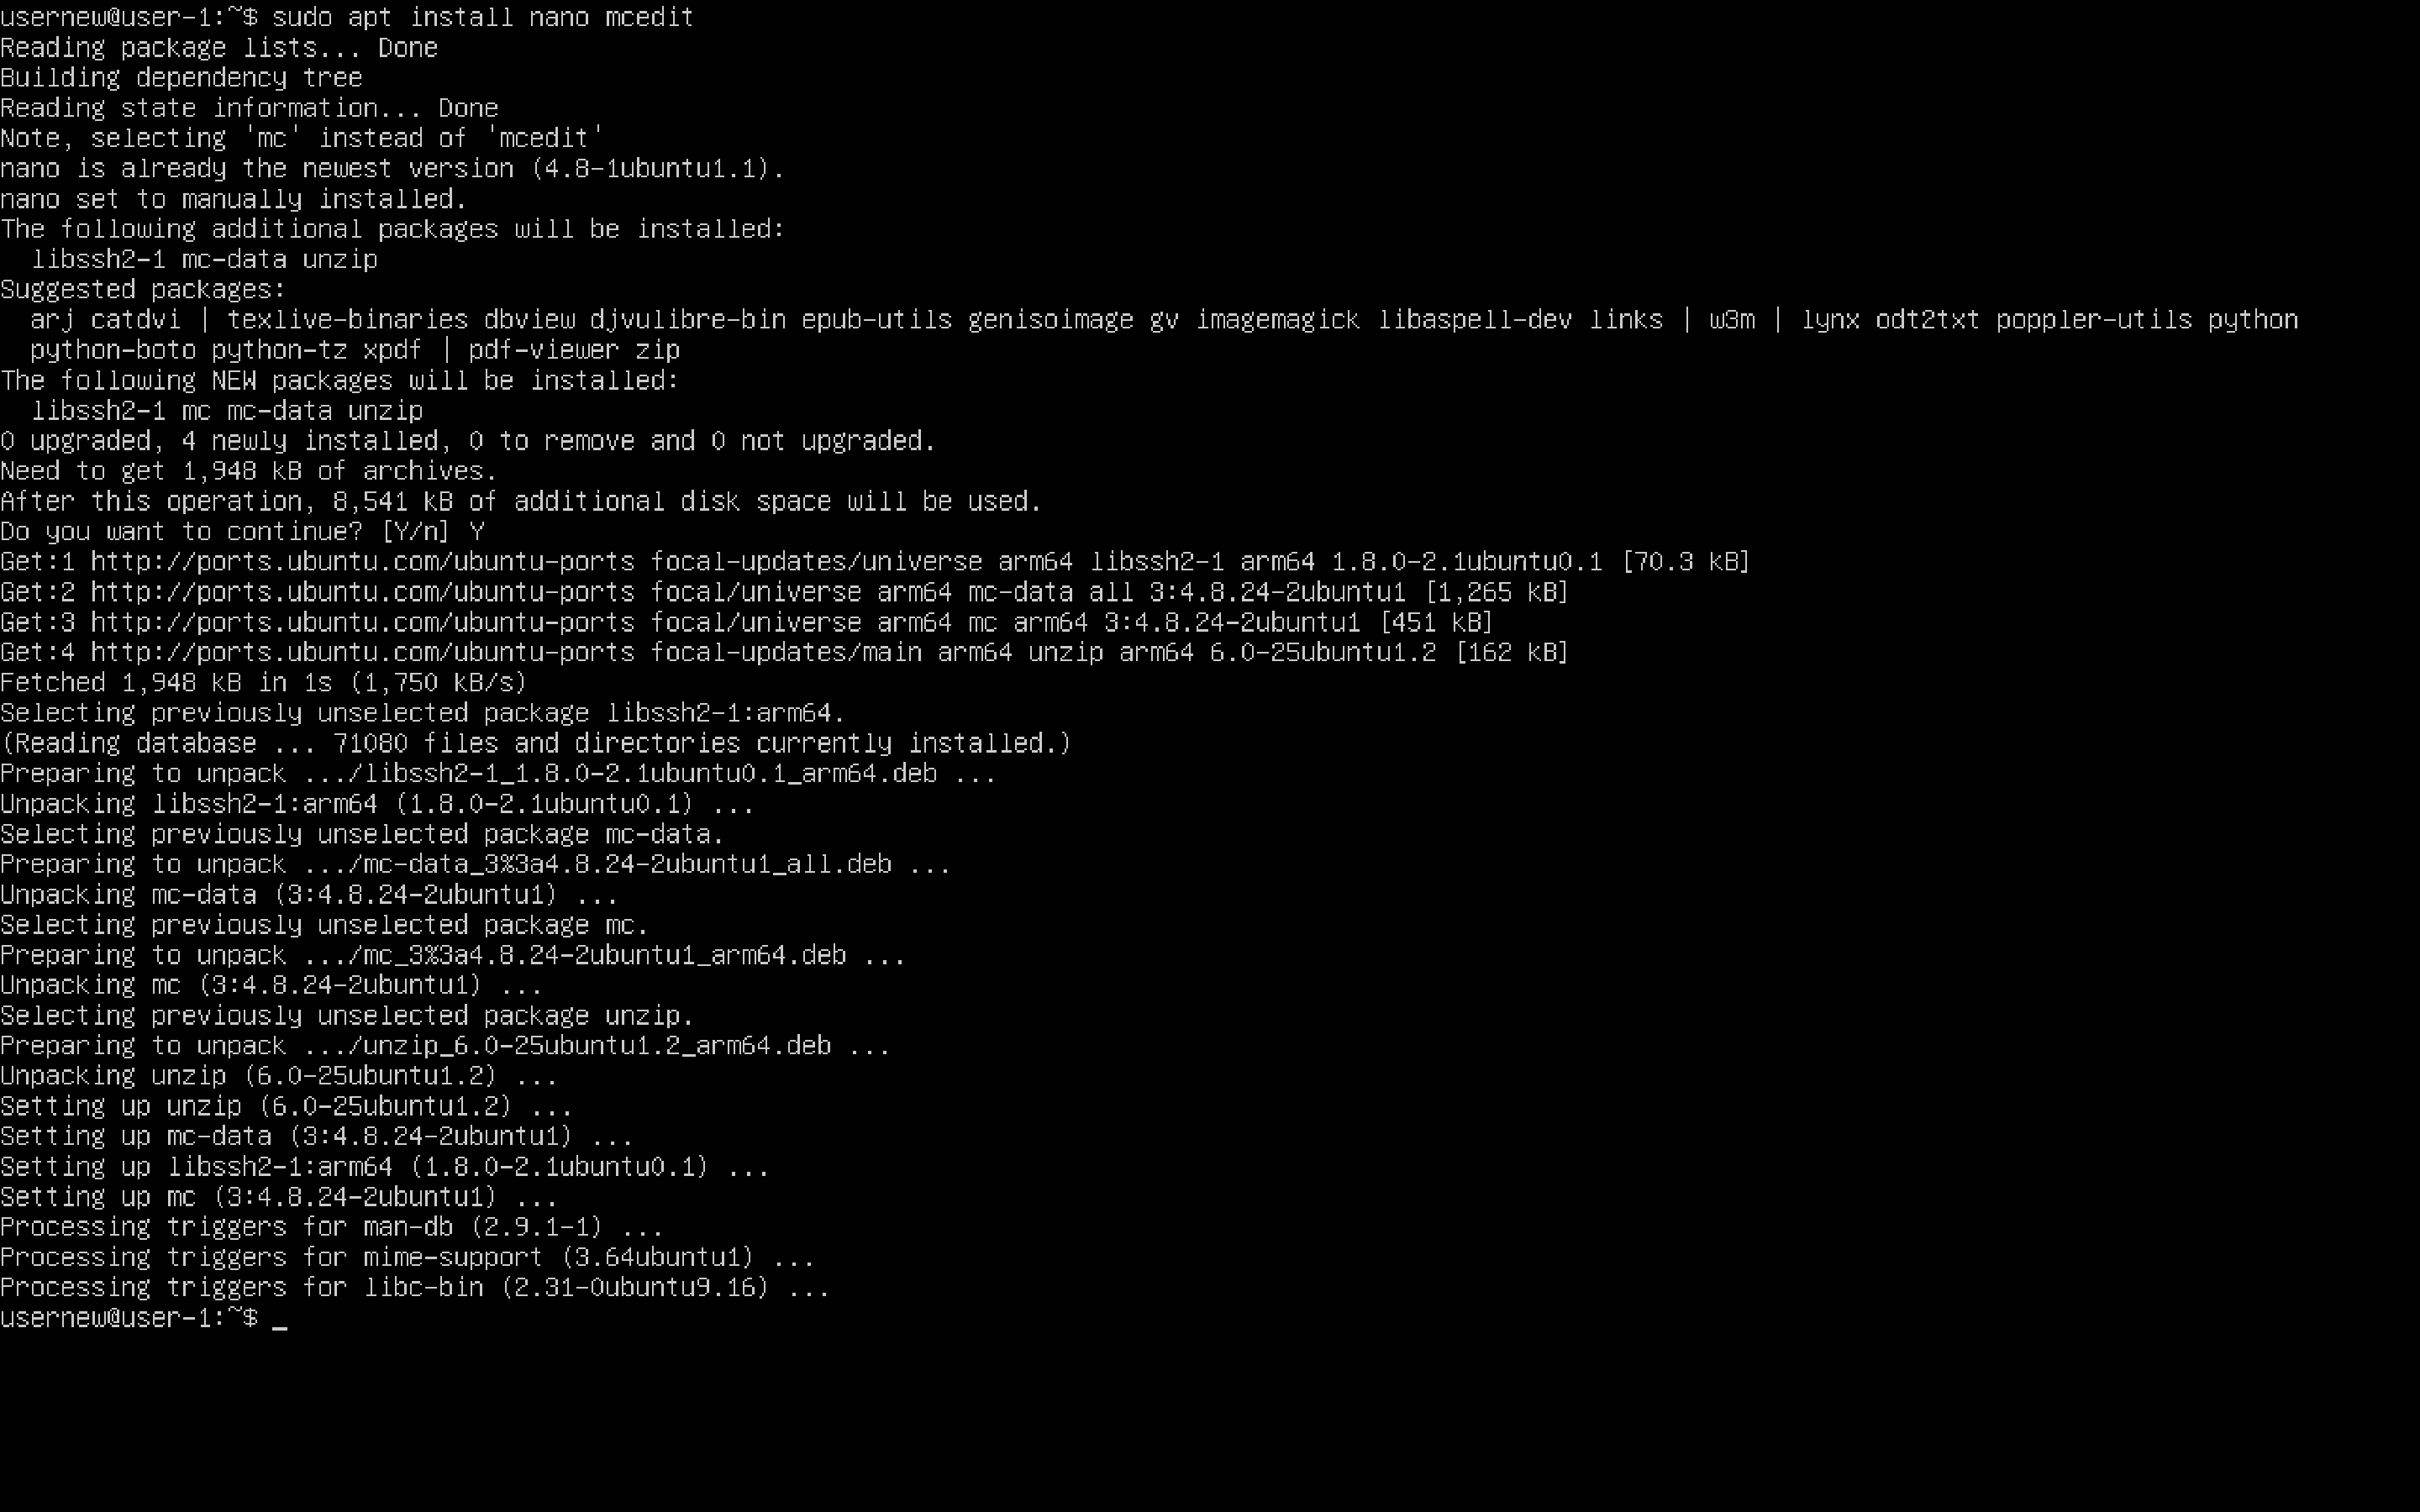 usernew@user-1:~$ sudo apt install nano mcedit
Reading package lists... Done
Building dependency tree
Reading state information... Done
Note, selecting 'mc' instead of 'mcedit'
nano is already the newest version (4.8-1ubuntu1.1).
nano set to manually installed.
The following additional packages will be installed:
  libssh2-1 mc-data unzip
Suggested packages:
  arj catdvi | texlive-binaries dbview djvulibre-bin epub-utils genisoimage gv imagemagick libaspell-dev links | w3m | lynx odt2txt poppler-utils python
  python-boto python-tz xpdf | pdf-viewer zip
The following NEW packages will be installed:
  libssh2-1 mc mc-data unzip
0 upgraded, 4 newly installed, 0 to remove and 0 not upgraded.
Need to get 1,948 kB of archives.
After this operation, 8,541 kB of additional disk space will be used.
Do you want to continue? [Y/n] Y
Get:1 http://ports.ubuntu.com/ubuntu-ports focal-updates/universe arm64 libssh2-1 arm64 1.8.0-2.1ubuntu0.1 [70.3 kB]
Get:2 http://ports.ubuntu.com/ubuntu-ports focal/universe arm64 mc-data all 3:4.8.24-2ubuntu1 [1,265 kB]
Get:3 http://ports.ubuntu.com/ubuntu-ports focal/universe arm64 mc arm64 3:4.8.24-2ubuntu1 [451 kB]
Get:4 http://ports.ubuntu.com/ubuntu-ports focal-updates/main arm64 unzip arm64 6.0-25ubuntu1.2 [162 kB]
Fetched 1,948 kB in 1s (1,750 kB/s)
Selecting previously unselected package libssh2-1:arm64.
(Reading database ... 71080 files and directories currently installed.)
Preparing to unpack .../libssh2-1_1.8.0-2.1ubuntu0.1_arm64.deb ...
Unpacking libssh2-1:arm64 (1.8.0-2.1ubuntu0.1) ...
Selecting previously unselected package mc-data.
Preparing to unpack .../mc-data_3%3a4.8.24-2ubuntu1_all.deb ...
Unpacking mc-data (3:4.8.24-2ubuntu1) ...
Selecting previously unselected package mc.
Preparing to unpack .../mc_3%3a4.8.24-2ubuntu1_arm64.deb ...
Unpacking mc (3:4.8.24-2ubuntu1) ...
Selecting previously unselected package unzip.
Preparing to unpack .../unzip_6.0-25ubuntu1.2_arm64.deb ...
Unpacking unzip (6.0-25ubuntu1.2) ...
Setting up unzip (6.0-25ubuntu1.2) ...
Setting up mc-data (3:4.8.24-2ubuntu1) ...
Setting up libssh2-1:arm64 (1.8.0-2.1ubuntu0.1) ...
Setting up mc (3:4.8.24-2ubuntu1) ...
Processing triggers for man-db (2.9.1-1) ...
Processing triggers for mime-support (3.64ubuntu1) ...
Processing triggers for libc-bin (2.31-0ubuntu9.16) ...
usernew@user-1:~$ _